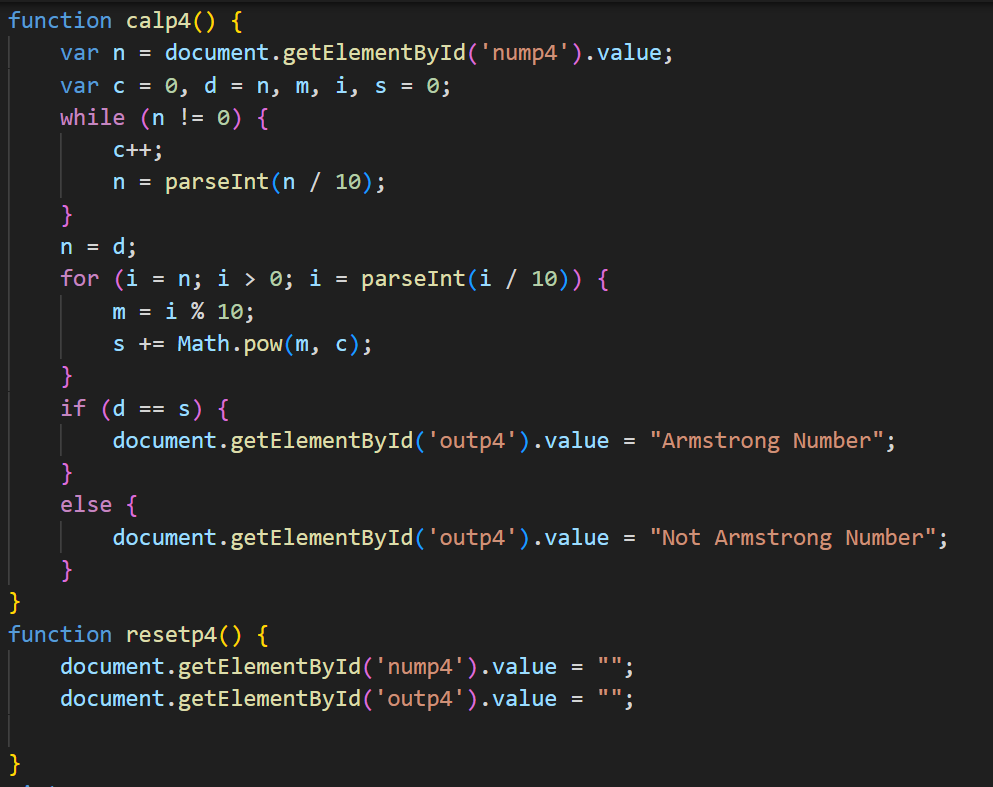 function calp4() {
    var n = document.getElementById('nump4').value;
    var c = 0, d = n, m, i, s = 0;
    while (n != 0) {
        c++;
        n = parseInt(n / 10);
    }
    n = d;
    for (i = n; i > 0; i = parseInt(i / 10)) {
        m = i % 10;
        s += Math.pow(m, c);
    }
    if (d == s) {
        document.getElementById('outp4').value = "Armstrong Number";
    }
    else {
        document.getElementById('outp4').value = "Not Armstrong Number";
    }
}
function resetp4() {
    document.getElementById('nump4').value = "";
    document.getElementById('outp4').value = "";

}